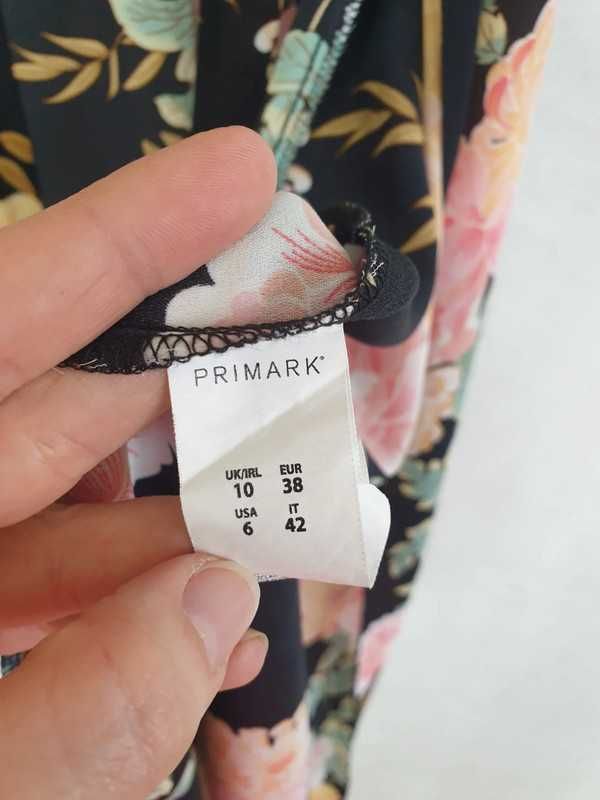 PRIMARK®
UK/IRL EUR
10 38
USA IT
6 42